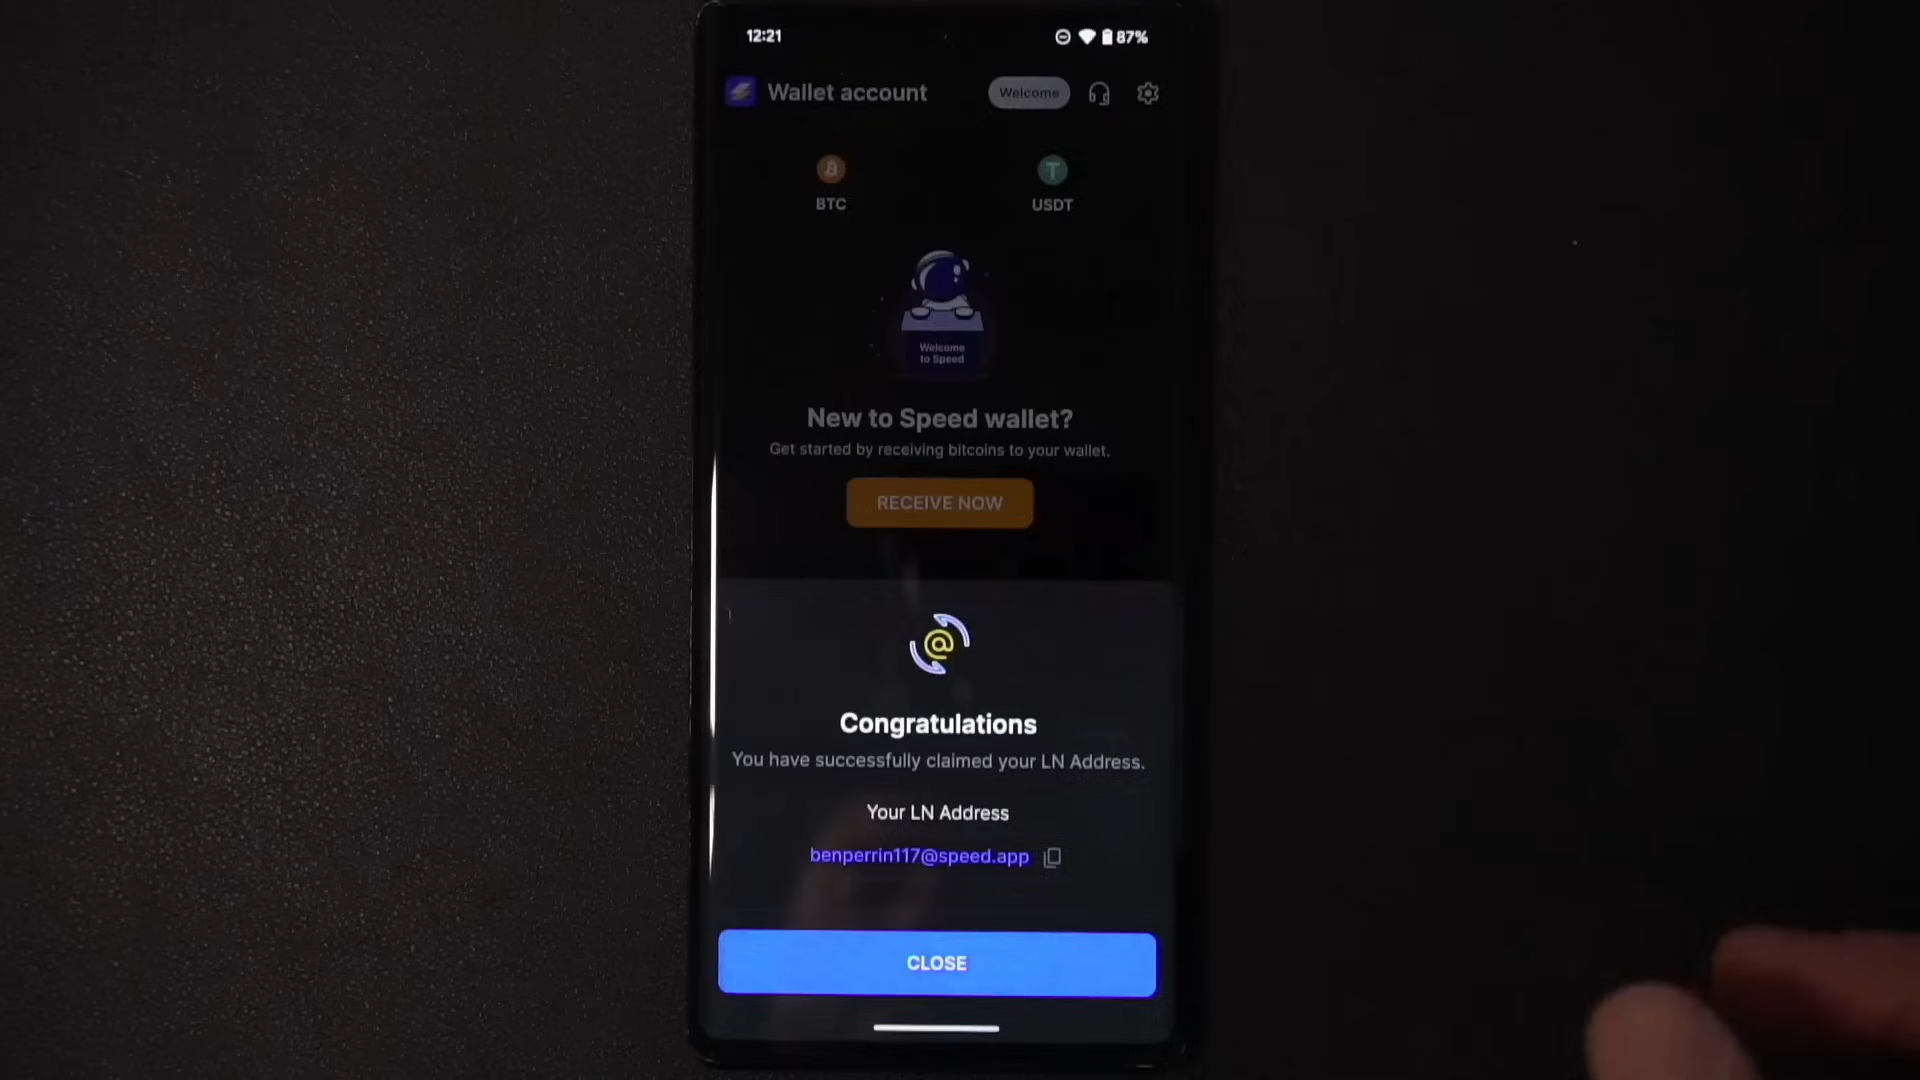 12:21
87%
Wallet account
Welcome
BTC
USDT
Welcome
to Speed
New to Speed wallet?
Get started by receiving bitcoins to your wallet.
RECEIVE NOW
Congratulations
You have successfully claimed your LN Address.
Your LN Address
benperrin117@speed.app
CLOSE